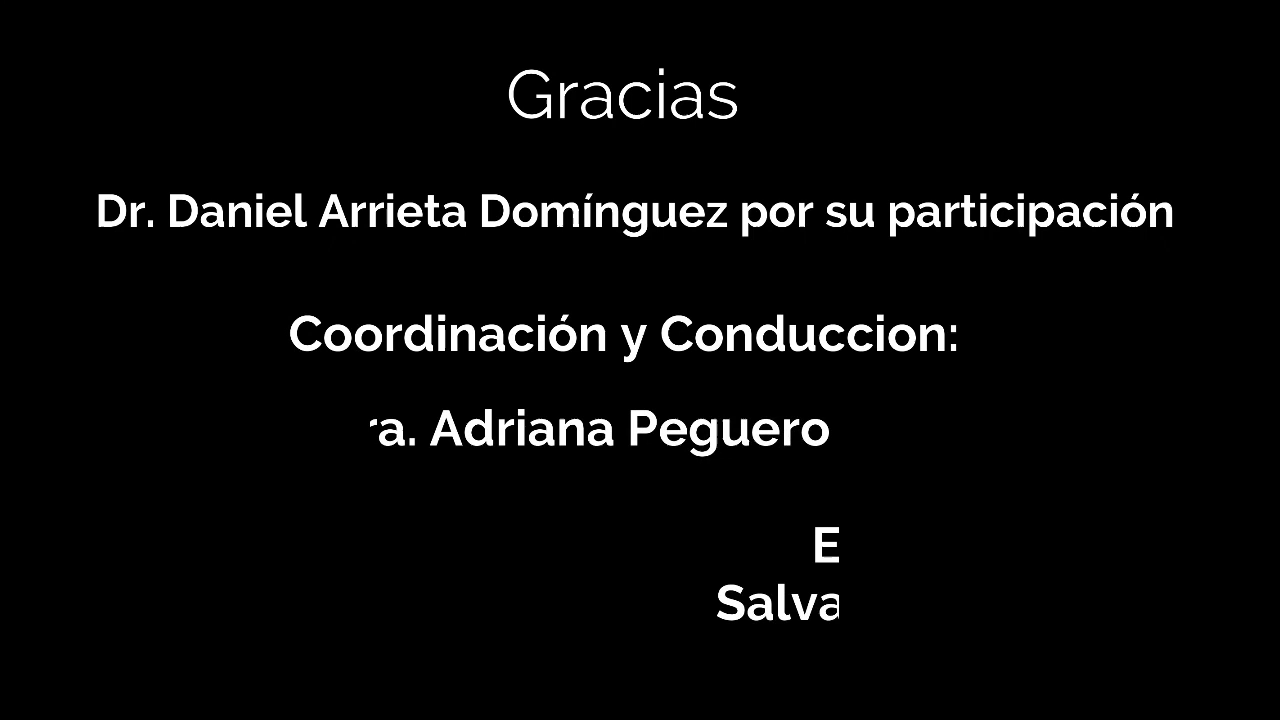 Gracias
Dr. Daniel Arrieta Domínguez por su participación
Coordinación y Conduccion:
ra. Adriana Peguero
E
Salva